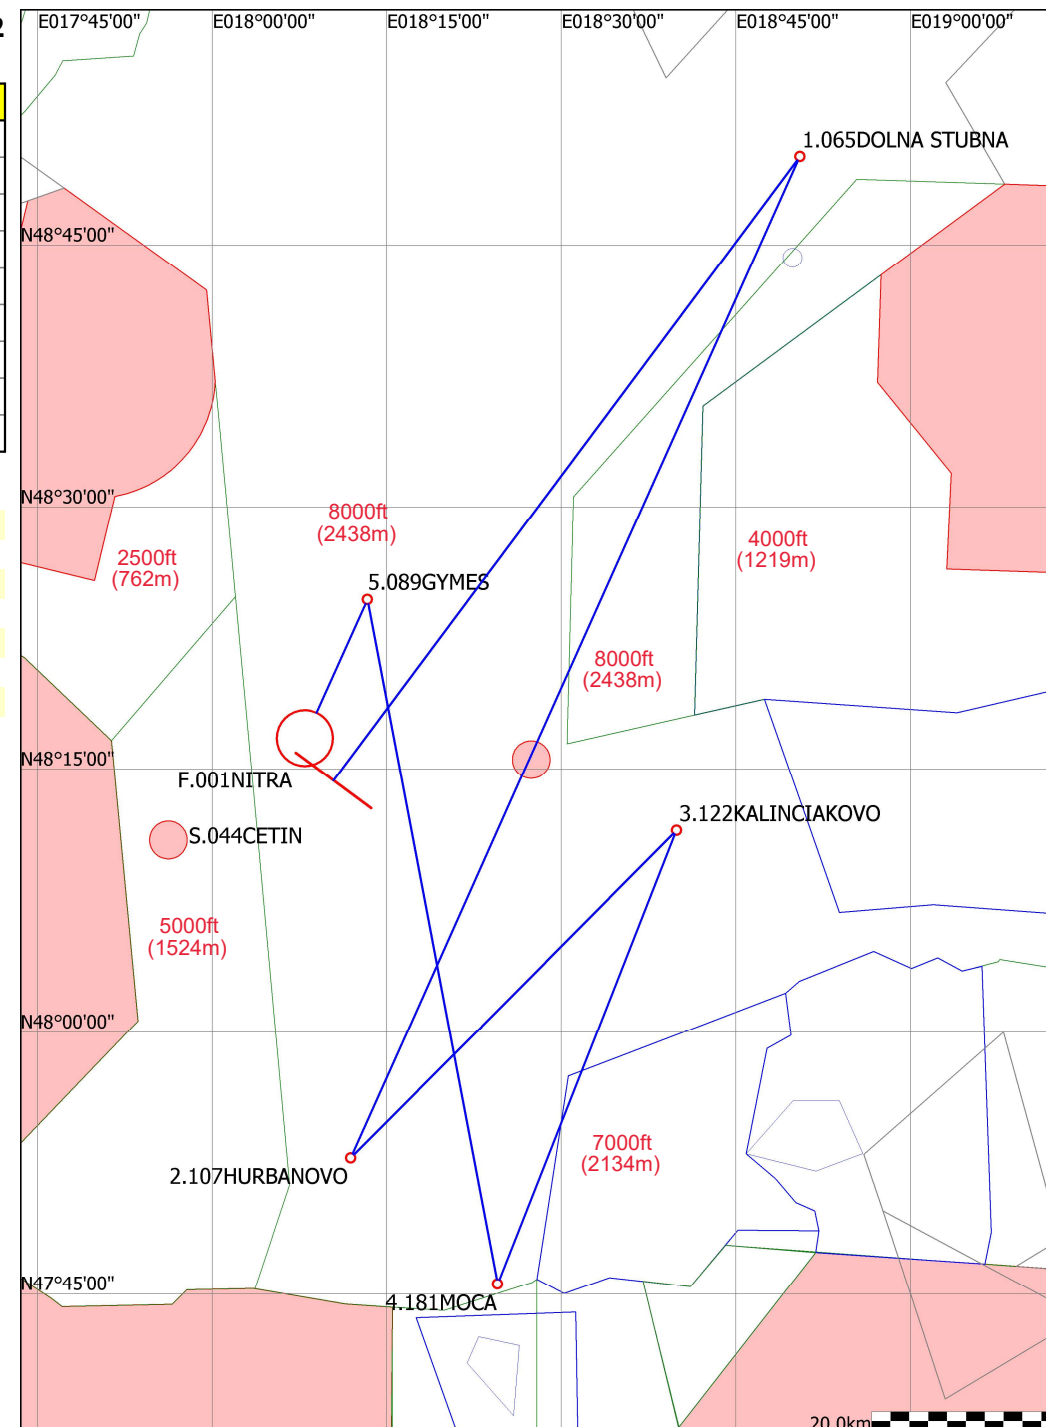 2
E017°45'00" E018°00'00" E018°15'00" E018°30'00" E018°45'00" E019°00'00"
1.065DOLNA STUBNA
N48°45'00"
N48°30'00"
8000ft
(2438m)
4000ft
(1219m)
2500ft
(762m)
5.089GYMES
8000ft
(2438m)
N48°15'00"
F.001NITRA
3.122KALINCIAKOVO
S.044CETIN
5000ft
(1524m)
N48°00'00"
7000ft
(2134m)
2.107HURBANOVO
N47°45'00"
4.181MOCA
20.0km